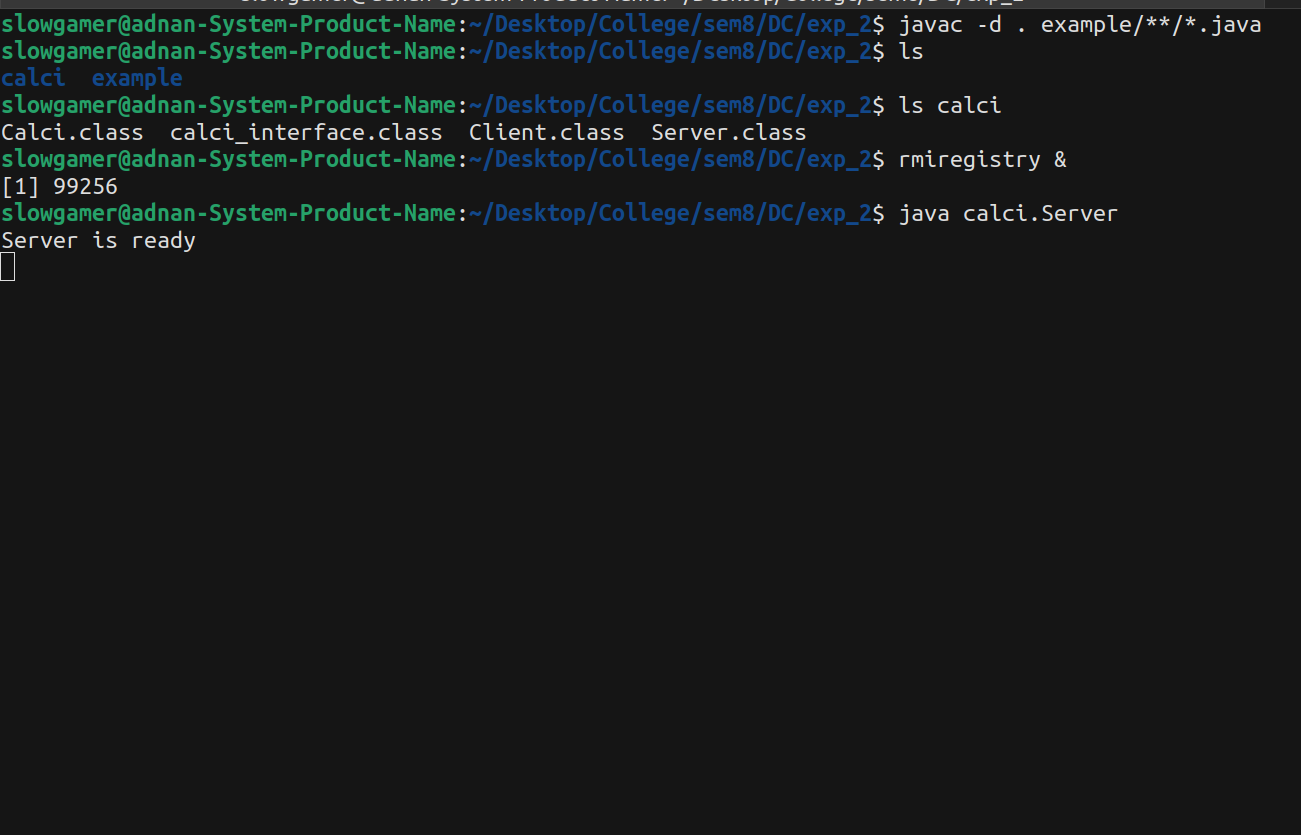 slowgamer@adnan-System-Product-Name:~/Desktop/College/sem8/DC/exp_2$ javac -d . example/**/*.java
slowgamer@adnan-System-Product-Name:~/Desktop/College/sem8/DC/exp_2$ ls
calci  example
slowgamer@adnan-System-Product-Name:~/Desktop/College/sem8/DC/exp_2$ ls calci
Calci.class  calci_interface.class  Client.class  Server.class
slowgamer@adnan-System-Product-Name:~/Desktop/College/sem8/DC/exp_2$ rmiregistry &
[1] 99256
slowgamer@adnan-System-Product-Name:~/Desktop/College/sem8/DC/exp_2$ java calci.Server
Server is ready